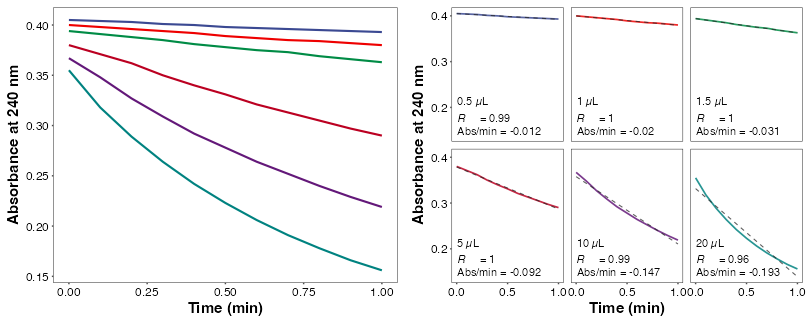 Absorbance at 240 nm
0.40
0.35
0.30
0.25
0.20
0.15
0.00 0.25 0.50 0.75 1.00
Time (min)
Absorbance at 240 nm
0.4
0.3
0.2
0.5 µL
R = 0.99
Abs/min = -0.012
1 µL
R = 1
Abs/min = -0.02
1.5 µL
R = 1
Abs/min = -0.031
0.4
0.3
0.2
5 µL
R = 1
Abs/min = -0.092
10 µL
R = 0.99
Abs/min = -0.147
20 µL
R = 0.96
Abs/min = -0.193
0.0 0.5 1.0 0.0 0.5 1.0 0.0 0.5 1.0
Time (min)